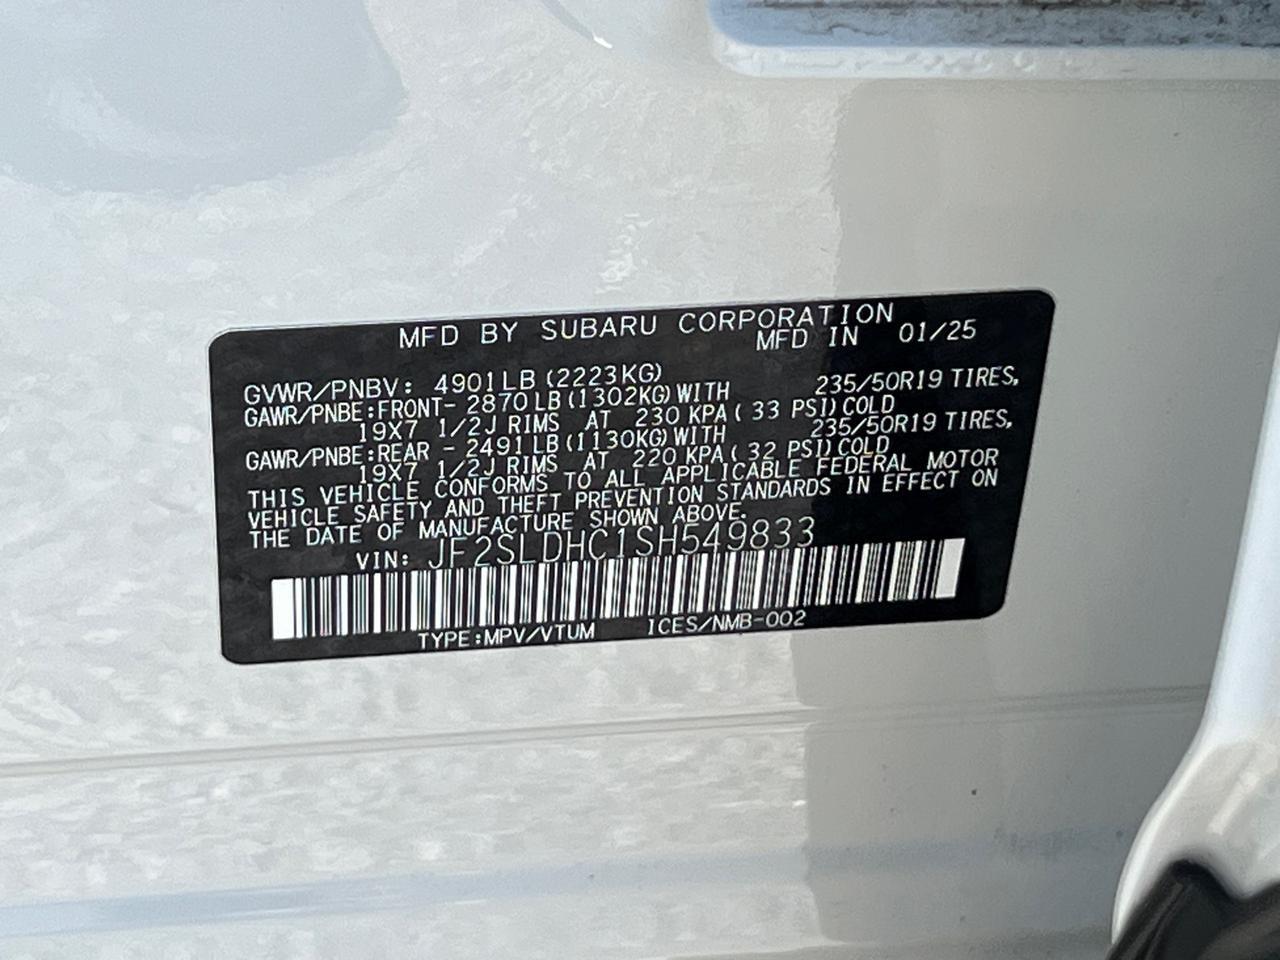 MFD BY SUBARU CORPORATION
MFD IN 01/25
GVWR/PNBV: 4901LB (2223KG)
GAWR/PNBE:FRONT- 2870LB(1302KG)WITH 235/50R19 TIRES,
19X7 1/2J RIMS AT 230 KPA( 33 PSI)COLD
GAWR/PNBE:REAR - 2491LB(1130KG)WITH 235/50R19 TIRES,
19X7 1/2J RIMS AT 220 KPA( 32 PSI)COLD
THIS VEHICLE CONFORMS TO ALL APPLICABLE FEDERAL MOTOR
VEHICLE SAFETY AND THEFT PREVENTION STANDARDS IN EFFECT ON
THE DATE OF MANUFACTURE SHOWN ABOVE.
VIN: JF2SLDHC1SH549833
TYPE:MPV/VTUM ICES/NMB-002